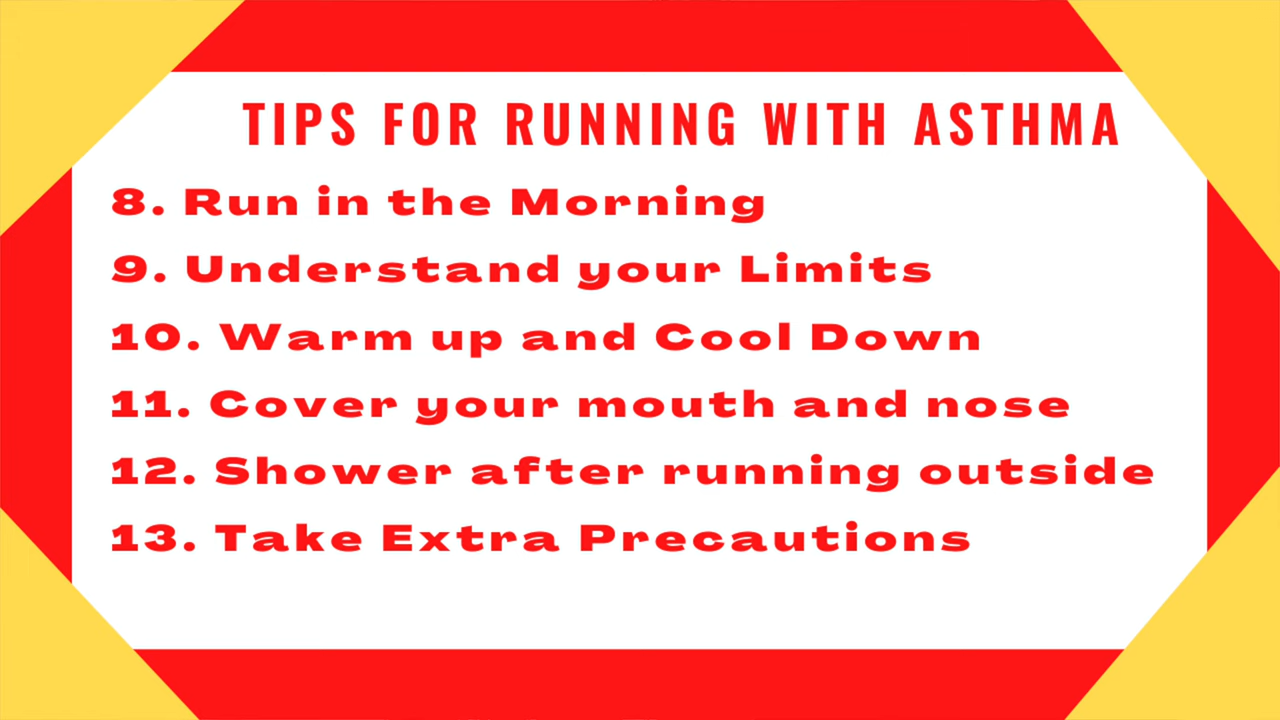 TIPS FOR RUNNING WITH ASTHMA
8. Run in the Morning
9. Understand your Limits
10. Warm up and Cool Down
11. Cover your mouth and nose
12. Shower after running outside
13. Take Extra Precautions